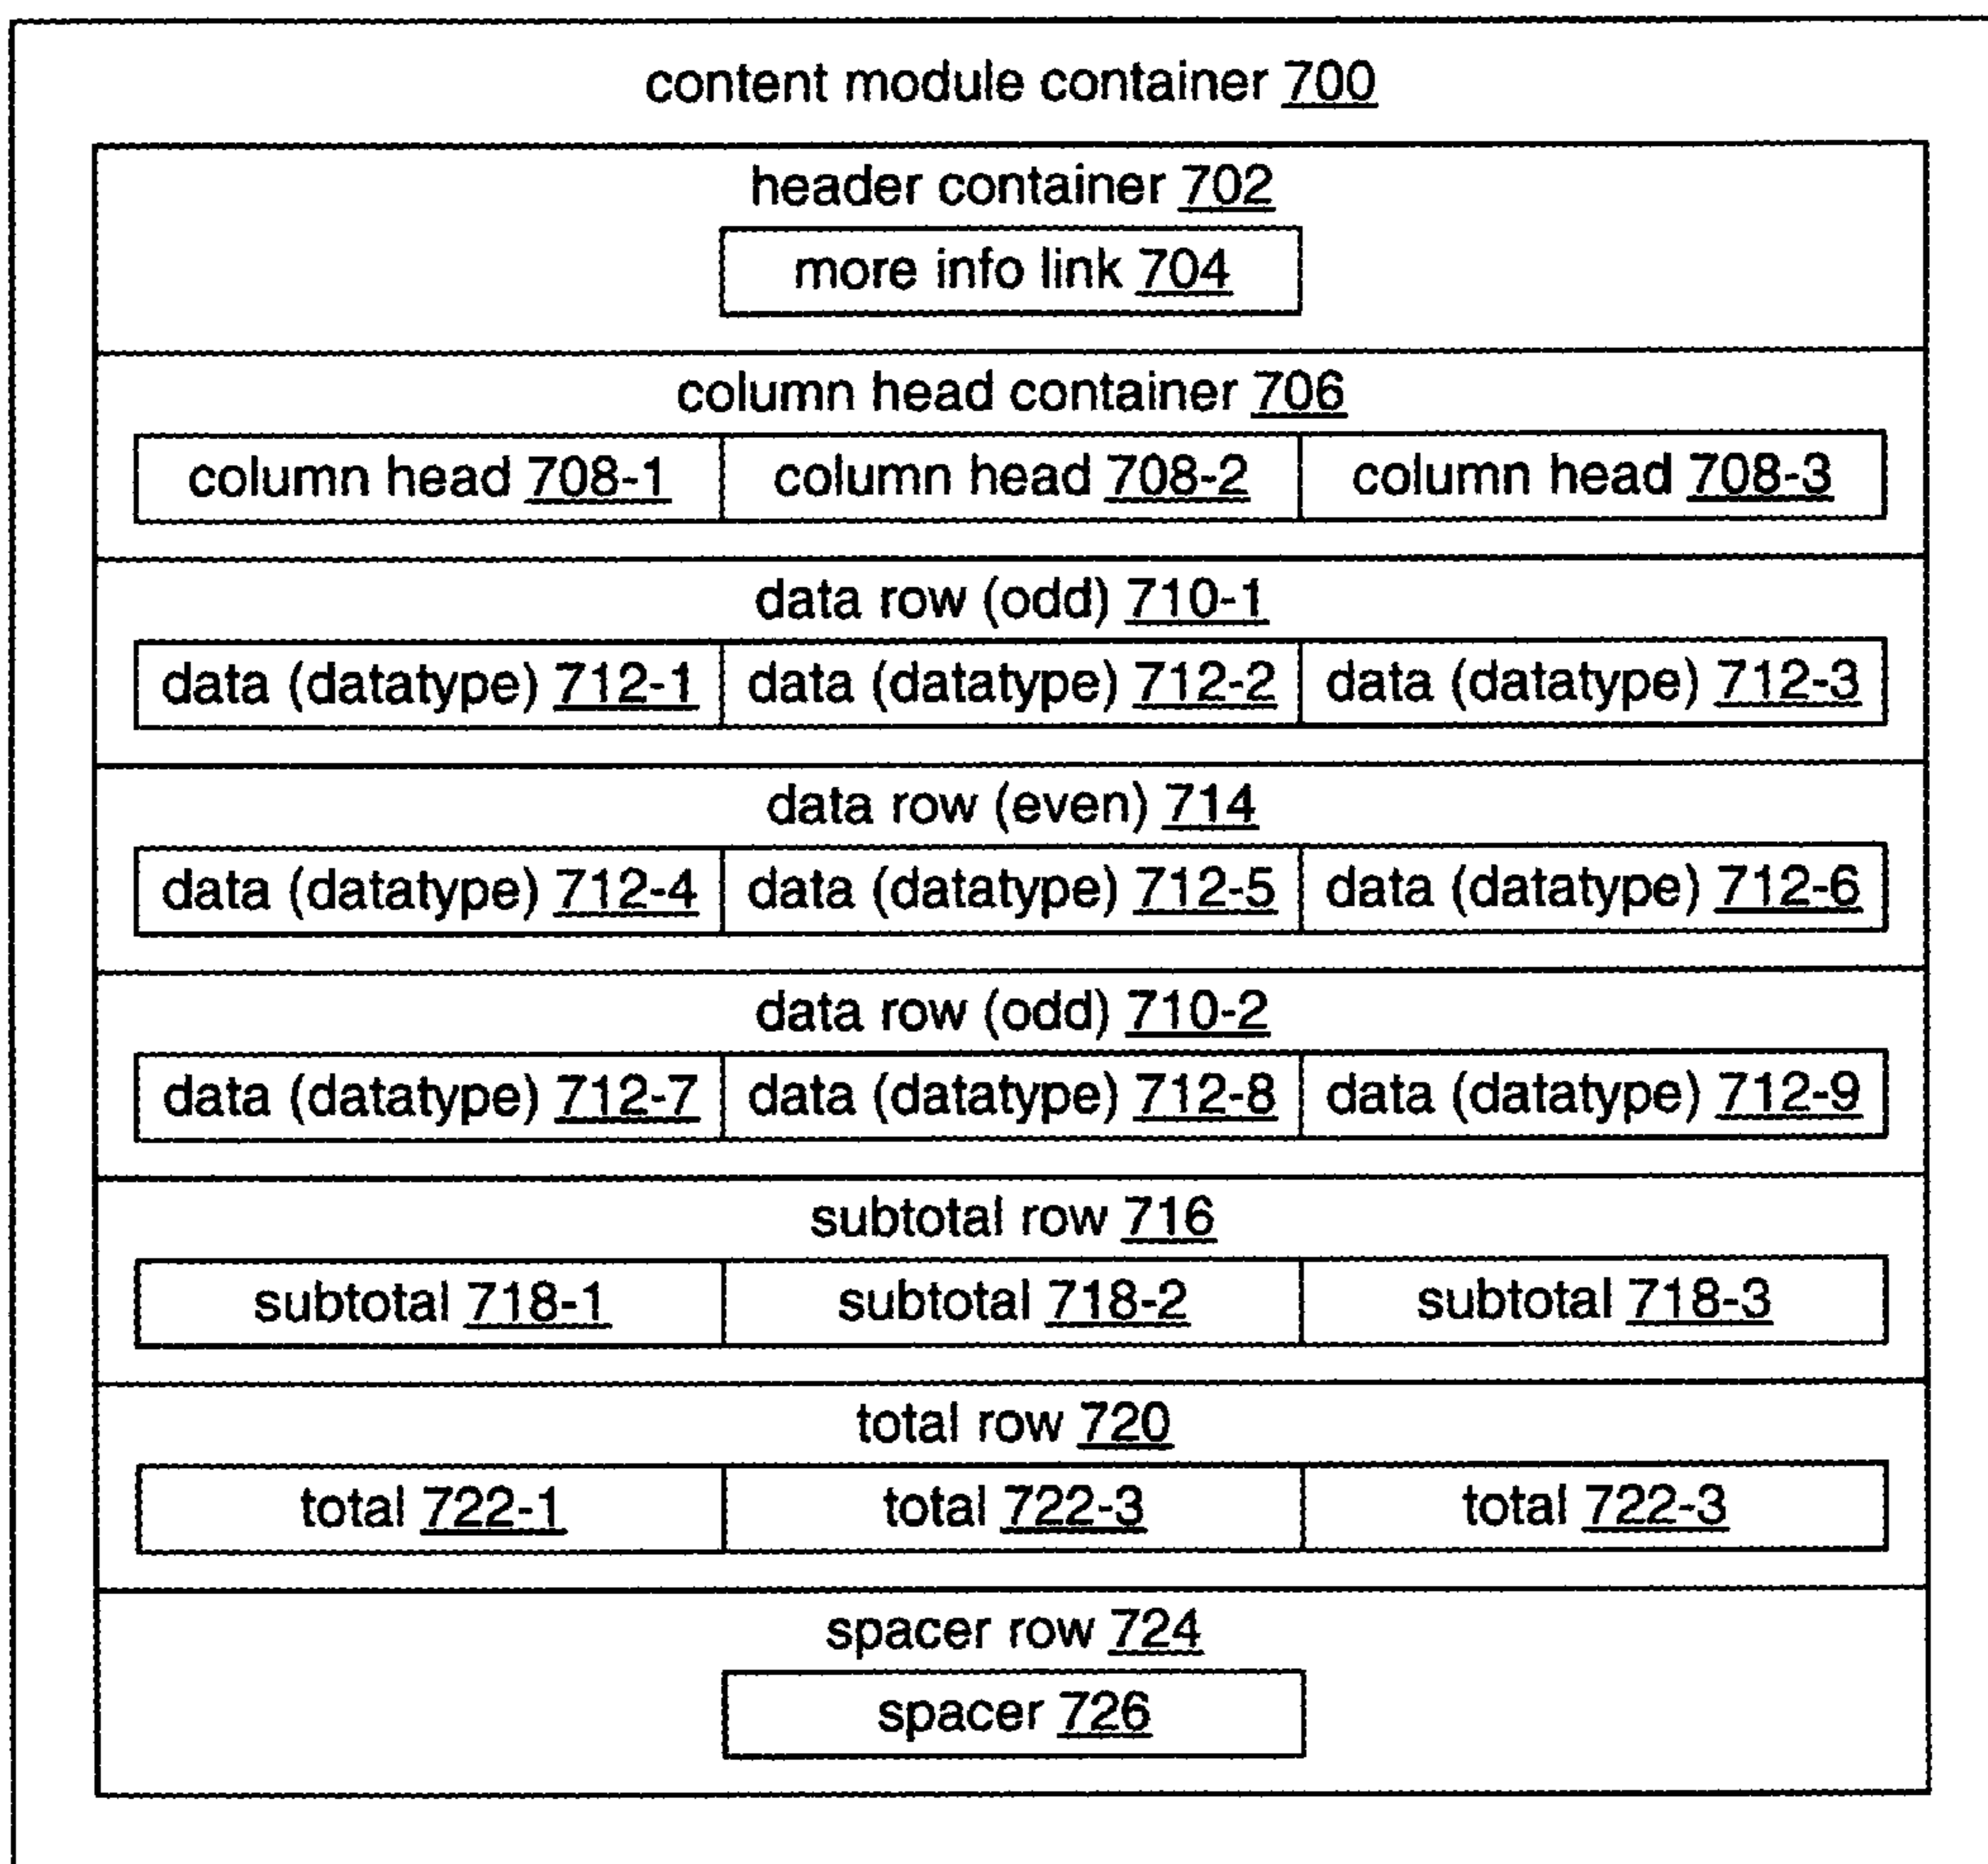 content module container 700
header container 702
more info link 704
column head container 706
column head 708-1 column head 708-2 column head 708-3
data row (odd) 710-1
data (datatype) 712-1 data (datatype) 712-2 data (datatype) 712-3
data row (even) 714
data (datatype) 712-4 data (datatype) 712-5 data (datatype) 712-6
data row (odd) 710-2
data (datatype) 712-7 data (datatype) 712-8 data (datatype) 712-9
subtotal row 716
subtotal 718-1 subtotal 718-2 subtotal 718-3
total row 720
total 722-1 total 722-3 total 722-3
spacer row 724
spacer 726